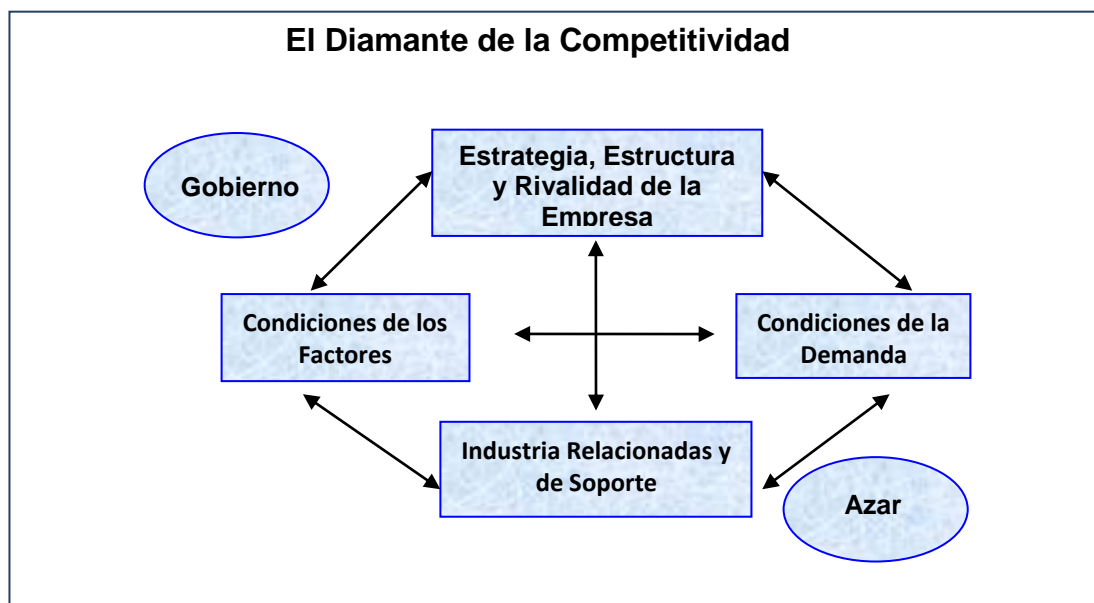 El Diamante de la Competitividad
Gobierno
Estrategia, Estructura
y Rivalidad de la
Empresa
Condiciones de los
Factores
Condiciones de la
Demanda
Industria Relacionadas y
de Soporte
Azar